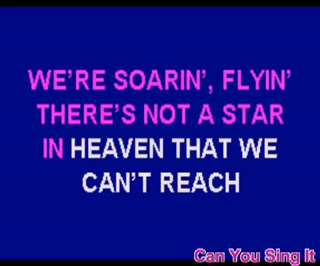 WE'RE SOARIN', FLYIN'
THERE'S NOT A STAR
IN HEAVEN THAT WE
CAN'T REACH
Can You Sing It